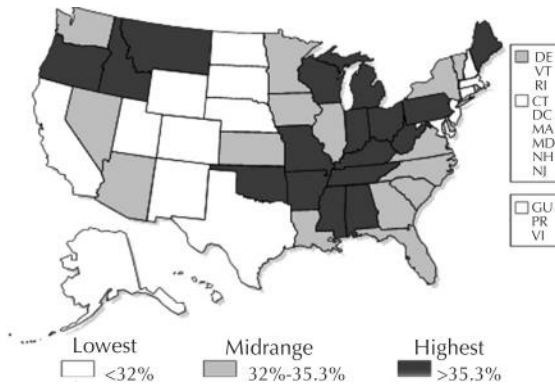 DE
VT
RI
CT
DC
MA
MD
NH
NJ
GU
PR
VI
Lowest
Midrange
Highest
<32%
32%-35.3%
>35.3%